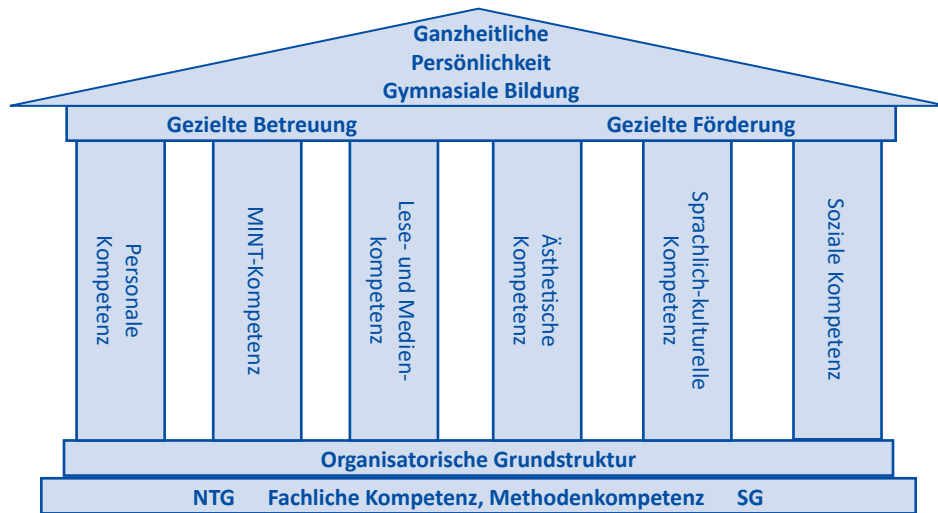 Ganzheitliche
Persönlichkeit
Gymnasiale Bildung
Gezielte Betreuung
Gezielte Förderung
Personale
Kompetenz
MINT-Kompetenz
Lese- und Medien-
kompetenz
Ästhetische
Kompetenz
Sprachlich-kulturelle
Kompetenz
Soziale Kompetenz
Organisatorische Grundstruktur
NTG Fachliche Kompetenz, Methodenkompetenz SG